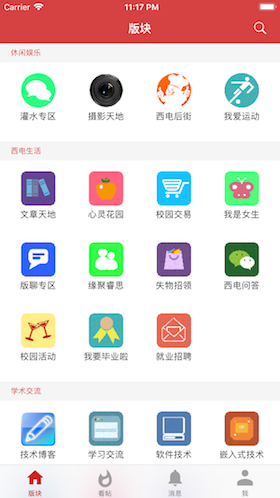 Carrier 11:17 PM
版块
休闲娱乐
灌水专区 摄影天地 西电后街 我爱运动
西电生活
文章天地 心灵花园 校园交易 我是女生
版聊专区 缘聚睿思 失物招领 西电问答
校园活动 我要毕业啦 就业招聘
学术交流
技术博客 学习交流 软件技术 嵌入式技术
版块 看帖 消息 我